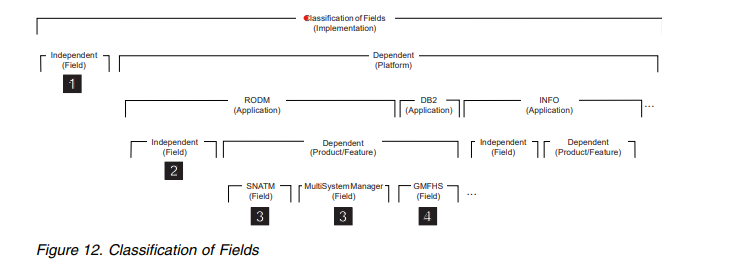 Classification of Fields
(Implementation)
Independent
(Field)
1
Dependent
(Platform)
RODM
(Application)
DB2
(Application)
INFO
(Application)
...
Independent
(Field)
2
Dependent
(Product/Feature)
Independent
(Field)
Dependent
(Product/Feature)
SNATM
(Field)
3
MultiSystem Manager
(Field)
3
GMFHS
(Field)
4
...
Figure 12. Classification of Fields